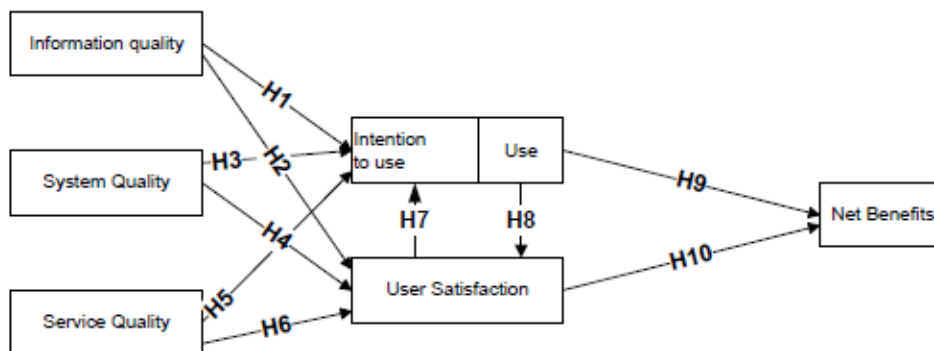 Information quality
H1
Intention
to use
Use
H3
H2
System Quality
H9
Net Benefits
H7
H8
H4
H10
User Satisfaction
H5
Service Quality
H6